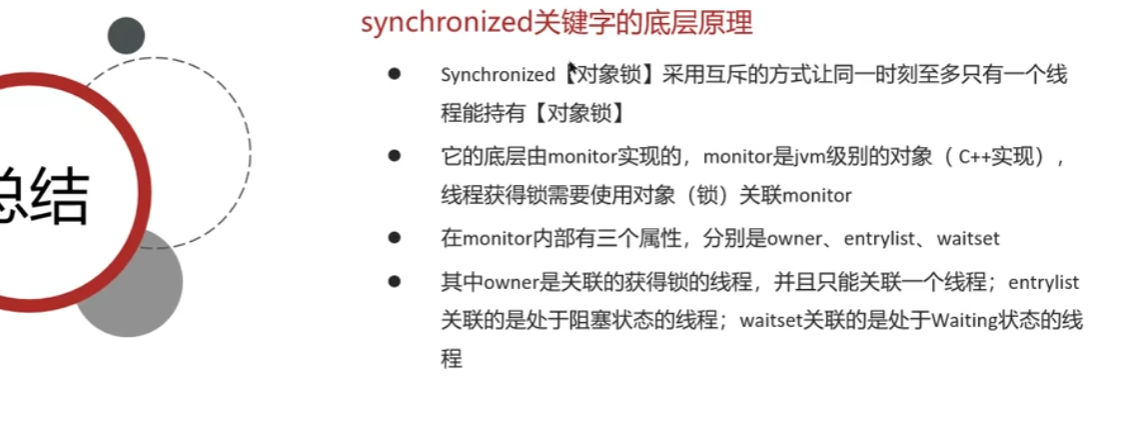 synchronized关键字的底层原理
总结
● Synchronized【对象锁】采用互斥的方式让同一时刻至多只有一个线
程能持有【对象锁】
● 它的底层由monitor实现的，monitor是jvm级别的对象（ C++实现），
线程获得锁需要使用对象（锁）关联monitor
● 在monitor内部有三个属性，分别是owner、entrylist、waitset
● 其中owner是关联的获得锁的线程，并且只能关联一个线程；entrylist
关联的是处于阻塞状态的线程；waitset关联的是处于Waiting状态的线
程